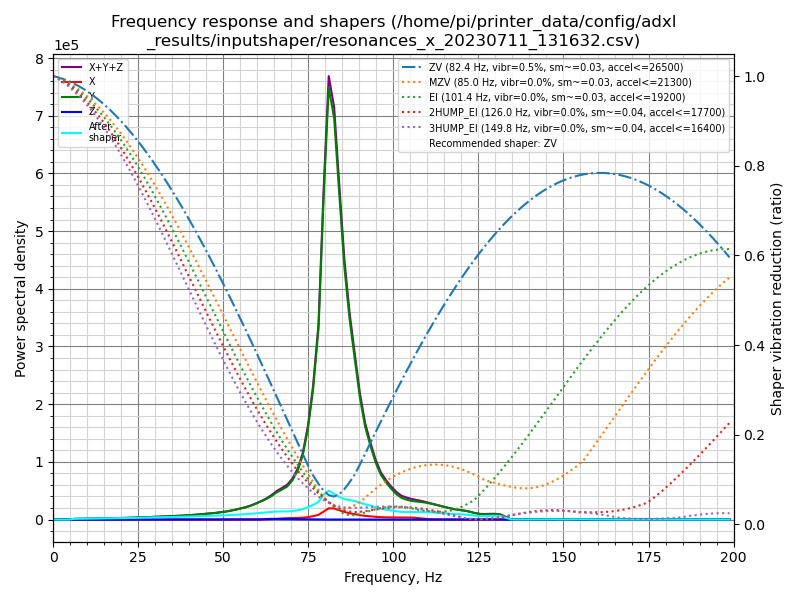 Frequency response and shapers (/home/pi/printer_data/config/adxl
_results/inputshaper/resonances_x_20230711_131632.csv)
1e5
X+Y+Z
X
Y
Z
After
shaper
ZV (82.4 Hz, vibr=0.5%, sm~=0.03, accel<=26500)
MZV (85.0 Hz, vibr=0.0%, sm~=0.03, accel<=21300)
EI (101.4 Hz, vibr=0.0%, sm~=0.03, accel<=19200)
2HUMP_EI (126.0 Hz, vibr=0.0%, sm~=0.04, accel<=17700)
3HUMP_EI (149.8 Hz, vibr=0.0%, sm~=0.04, accel<=16400)
Recommended shaper: ZV
Power spectral density
8
7
6
5
4
3
2
1
0
1.0
0.8
0.6
0.4
0.2
0.0
Shaper vibration reduction (ratio)
0 25 50 75 100 125 150 175 200
Frequency, Hz